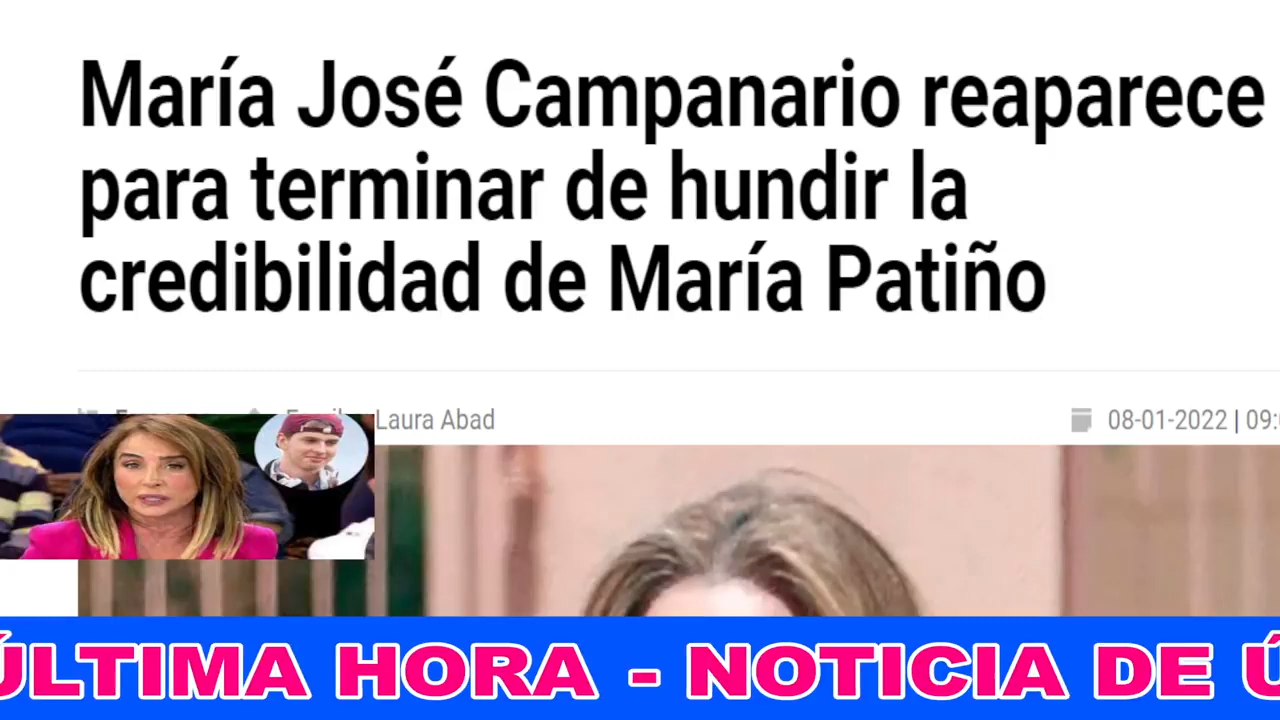 María José Campanario reaparece
para terminar de hundir la
credibilidad de María Patiño
Laura Abad
08-01-2022 | 09:
ÚLTIMA HORA - NOTICIA DE Ú